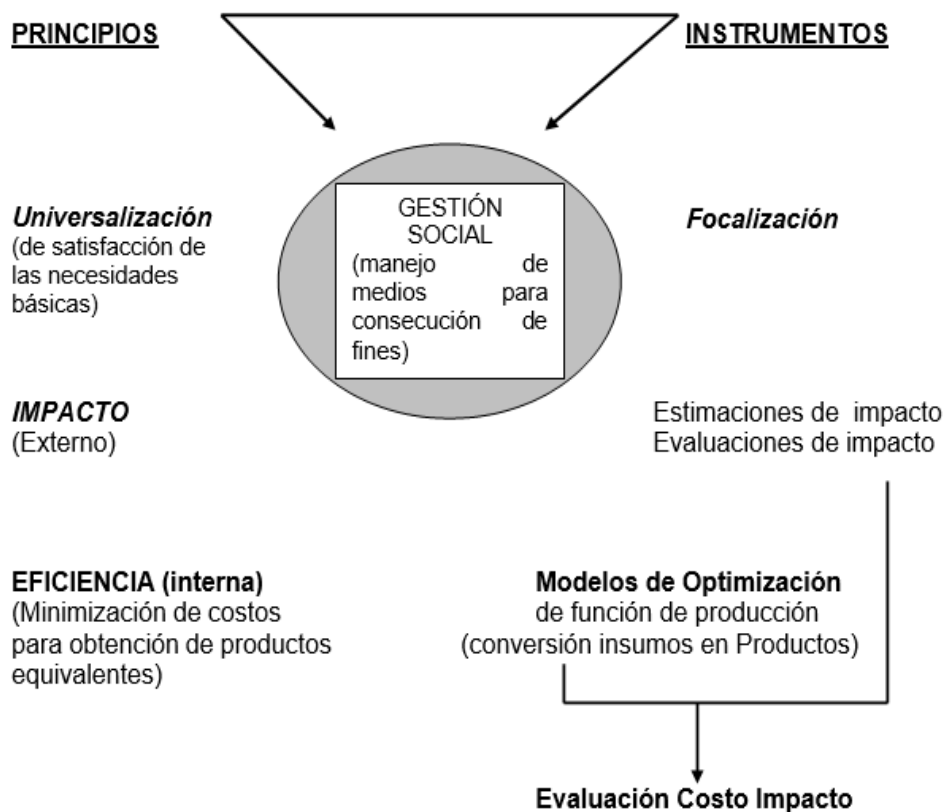 PRINCIPIOS
INSTRUMENTOS
GESTIÓN
SOCIAL
(manejo de
medios para
consecución de
fines)
Universalización
(de satisfacción de
las necesidades
básicas)
Focalización
IMPACTO
(Externo)
Estimaciones de impacto
Evaluaciones de impacto
EFICIENCIA (interna)
(Minimización de costos
para obtención de productos
equivalentes)
Modelos de Optimización
de función de producción
(conversión insumos en Productos)
Evaluación Costo Impacto